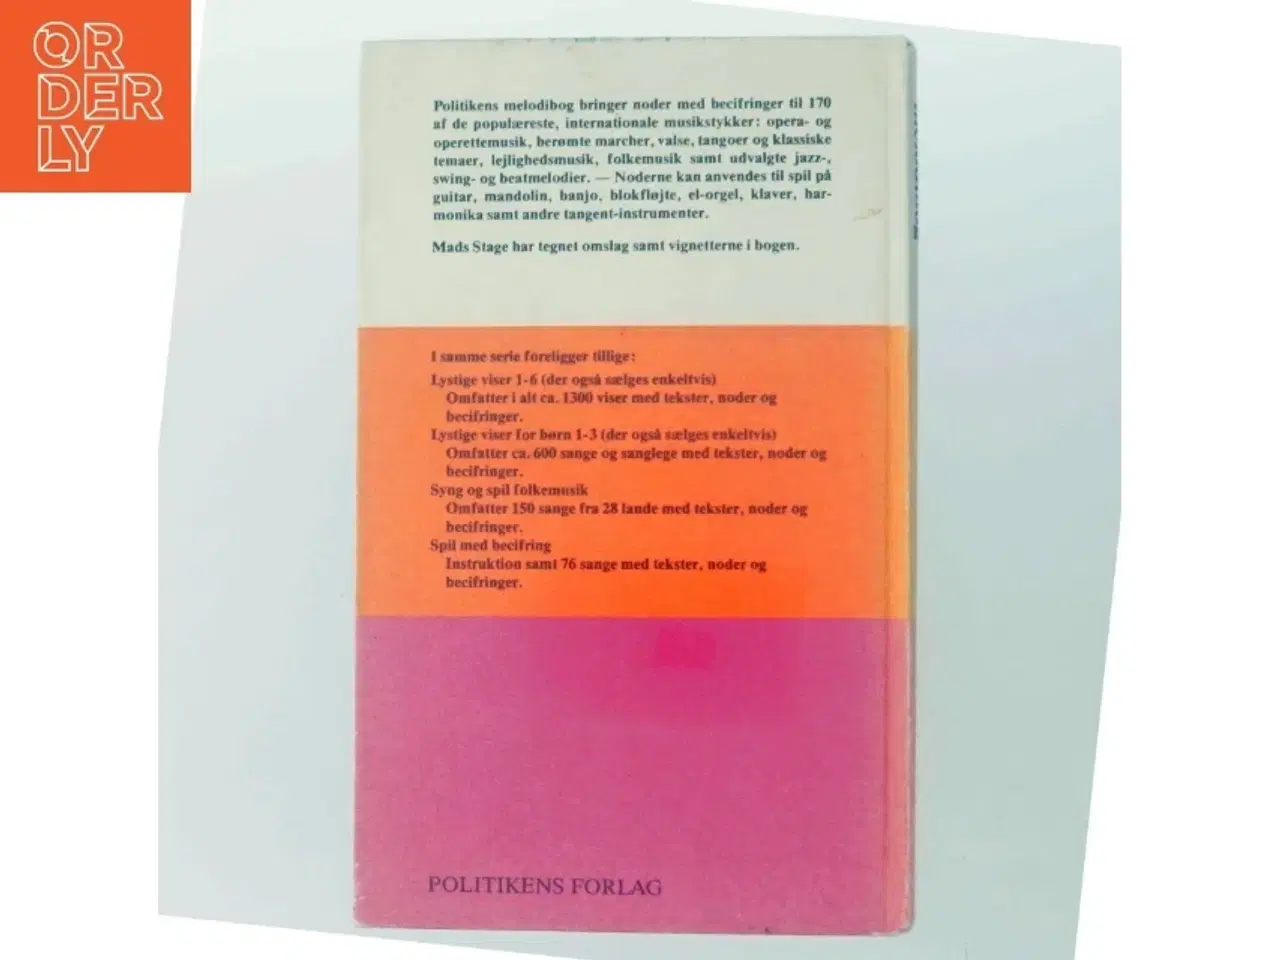 ORDERLY
Politikens melodibog bringer noder med becifringer til 170
af de populæreste, internationale musikstykker: opera- og
operettemusik, berømte marcher, valse, tangoer og klassiske
temaer, lejlighedsmusik, folkemusik samt udvalgte jazz-,
swing- og beatmelodier. — Noderne kan anvendes til spil på
guitar, mandolin, banjo, blokfløjte, el-orgel, klaver, har-
monika samt andre tangent-instrumenter.
Mads Stage har tegnet omslag samt vignetterne i bogen.
I samme serie foreligger tillige:
Lystige viser 1-6 (der også sælges enkeltvis)
Omfatter i alt ca. 1300 viser med tekster, noder og
becifringer.
Lystige viser for børn 1-3 (der også sælges enkeltvis)
Omfatter ca. 600 sange og sanglege med tekster, noder og
becifringer.
Syng og spil folkemusik
Omfatter 150 sange fra 28 lande med tekster, noder og
becifringer.
Spil med becifring
Instruktion samt 76 sange med tekster, noder og
becifringer.
POLITIKENS FORLAG